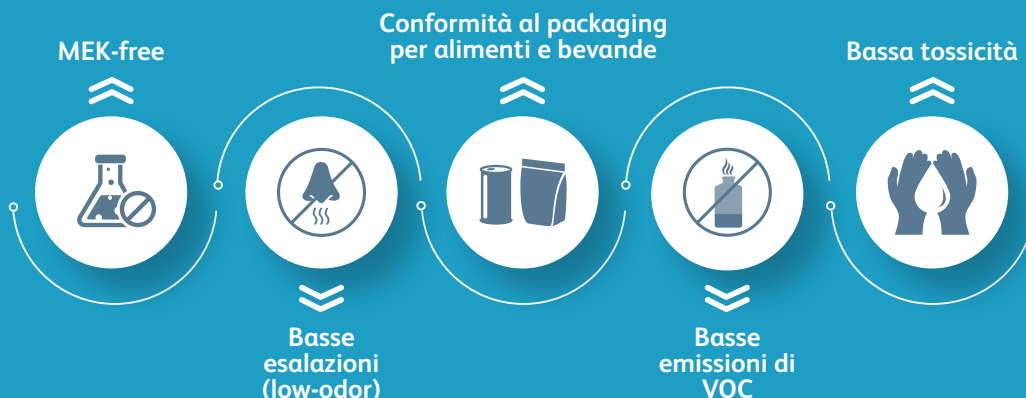 MEK-free
Basse
esalazioni
(low-odor)
Conformità al packaging
per alimenti e bevande
Basse
emissioni di
VOC
Bassa tossicità